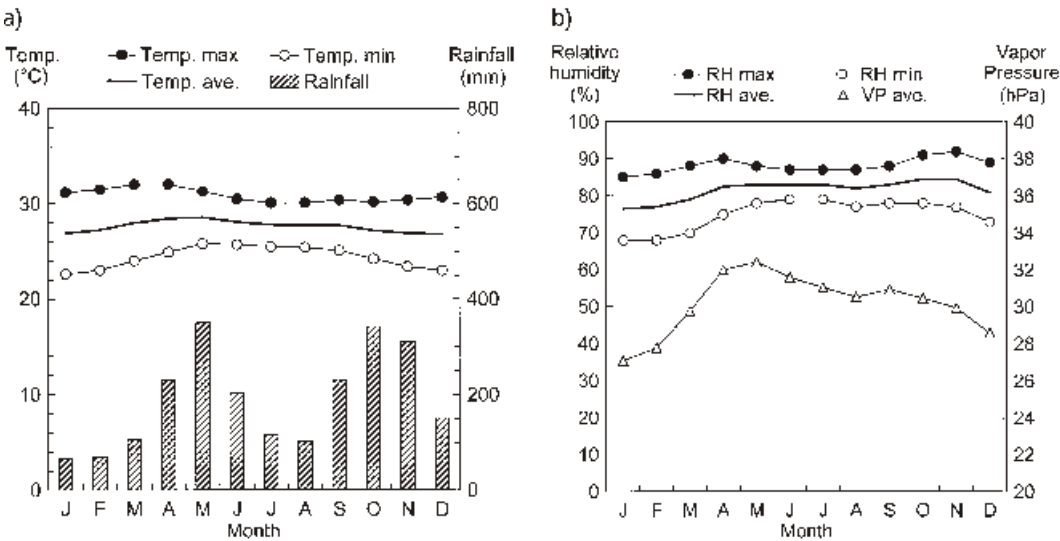 a)
Temp.
(°C)
Temp. max
Temp. min
Temp. ave.
Rainfall
Rainfall
(mm)
40
30
20
10
0
800
600
400
200
0
J F M A M J J A S O N D
Month
b)
Relative
humidity
(%)
RH max
RH min
RH ave.
VP ave.
Vapor
Pressure
(hPa)
100
90
80
70
60
50
40
30
20
10
0
40
38
36
34
32
30
28
26
24
22
20
J F M A M J J A S O N D
Month